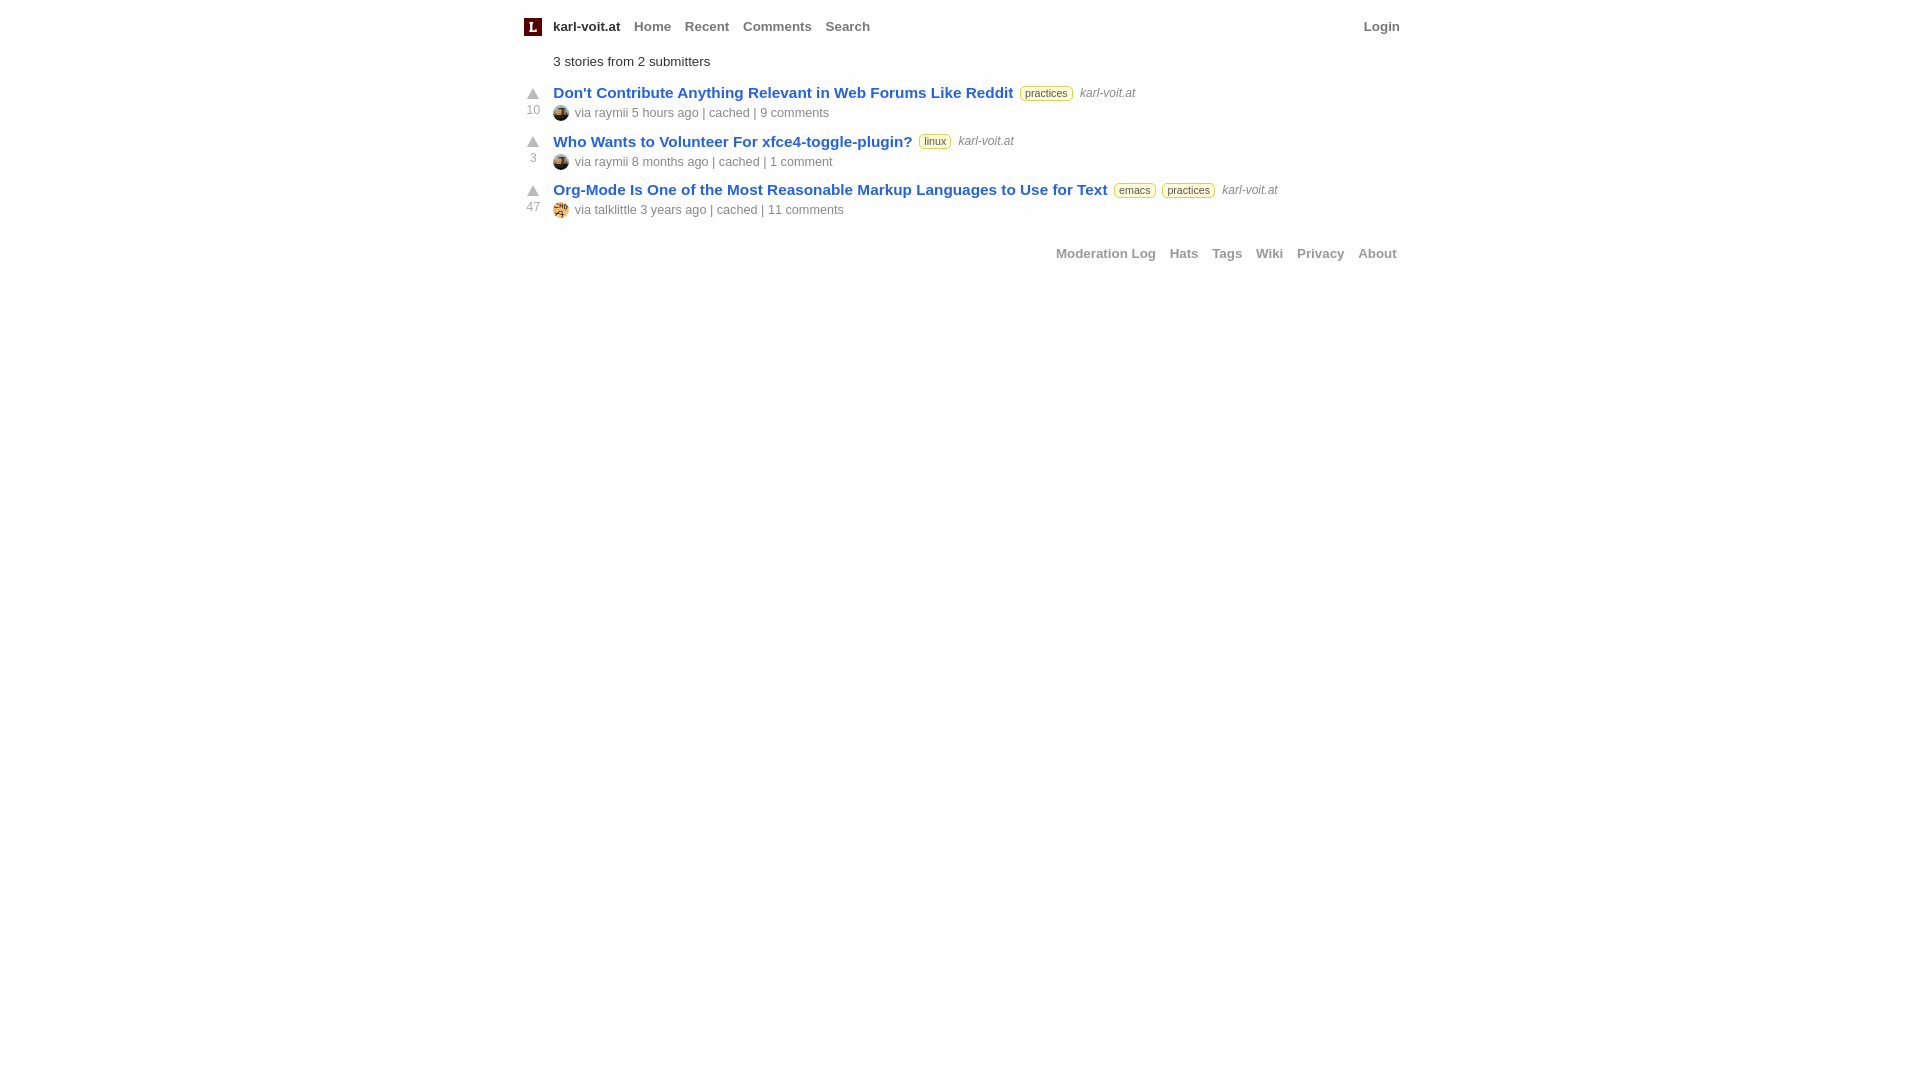 L karl-voit.at Home Recent Comments Search Login
3 stories from 2 submitters
Don't Contribute Anything Relevant in Web Forums Like Reddit practices karl-voit.at
10 via raymii 5 hours ago | cached | 9 comments
Who Wants to Volunteer For xfce4-toggle-plugin? linux karl-voit.at
3 via raymii 8 months ago | cached | 1 comment
Org-Mode Is One of the Most Reasonable Markup Languages to Use for Text emacs practices karl-voit.at
47 via talklittle 3 years ago | cached | 11 comments
Moderation Log Hats Tags Wiki Privacy About